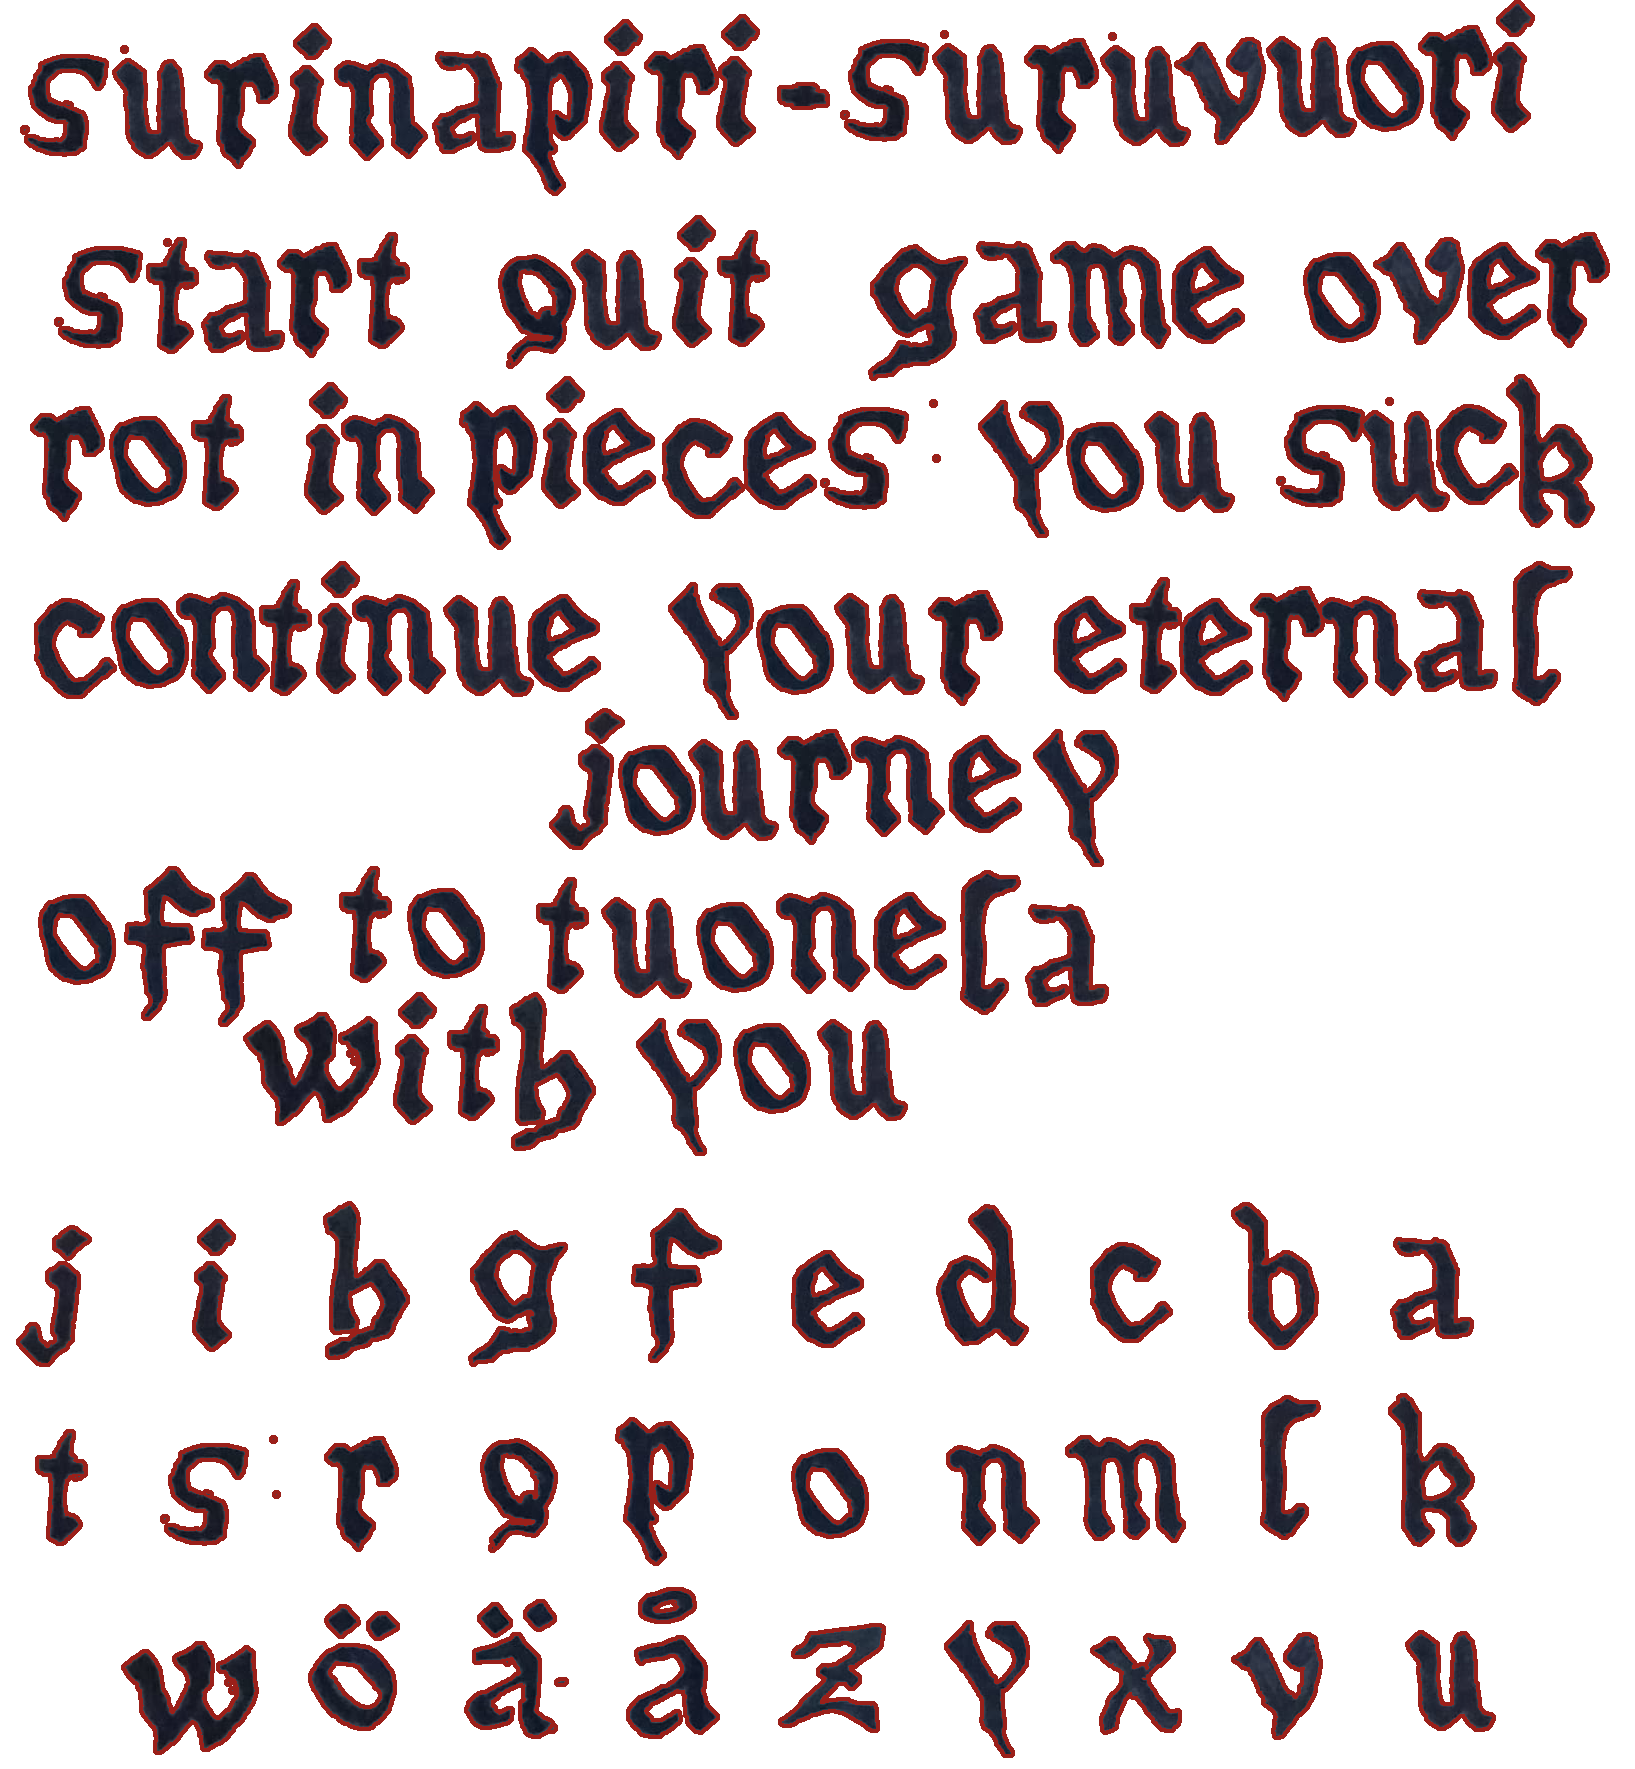 surinapiri-suruvuori
start quit game over
rot in pieces you suck
continue your eternal
journey
off to tuonela
with you
j i h g f e d c b a
t s r q p o n m l k
w ö ä å z y x v u